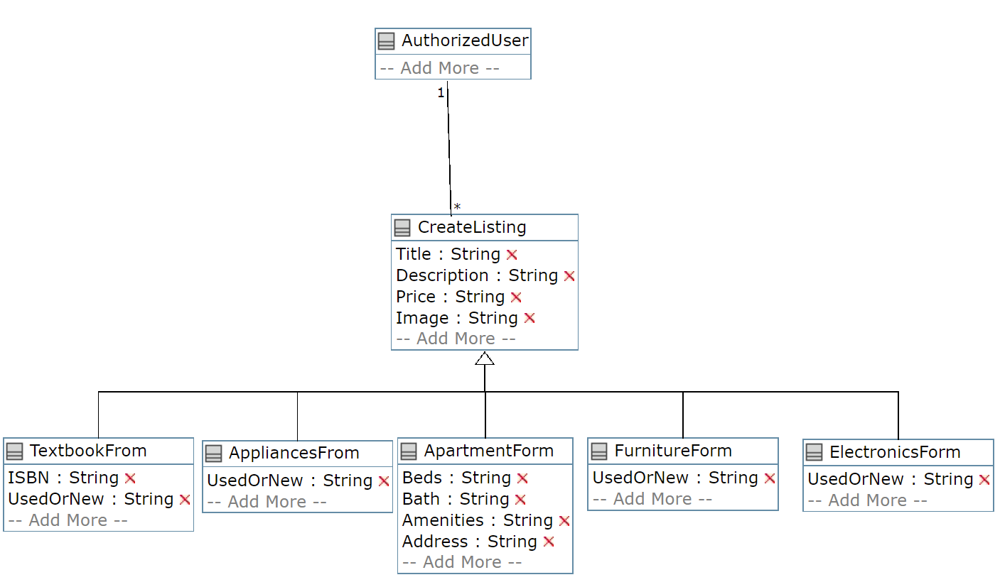 AuthorizedUser
-- Add More --
1
*
CreateListing
Title : String
Description : String
Price : String
Image : String
-- Add More --
TextbookFrom
ISBN : String
UsedOrNew : String
-- Add More --
AppliancesFrom
UsedOrNew : String
-- Add More --
ApartmentForm
Beds : String
Bath : String
Amenities : String
Address : String
-- Add More --
FurnitureForm
UsedOrNew : String
-- Add More --
ElectronicsForm
UsedOrNew : String
-- Add More --